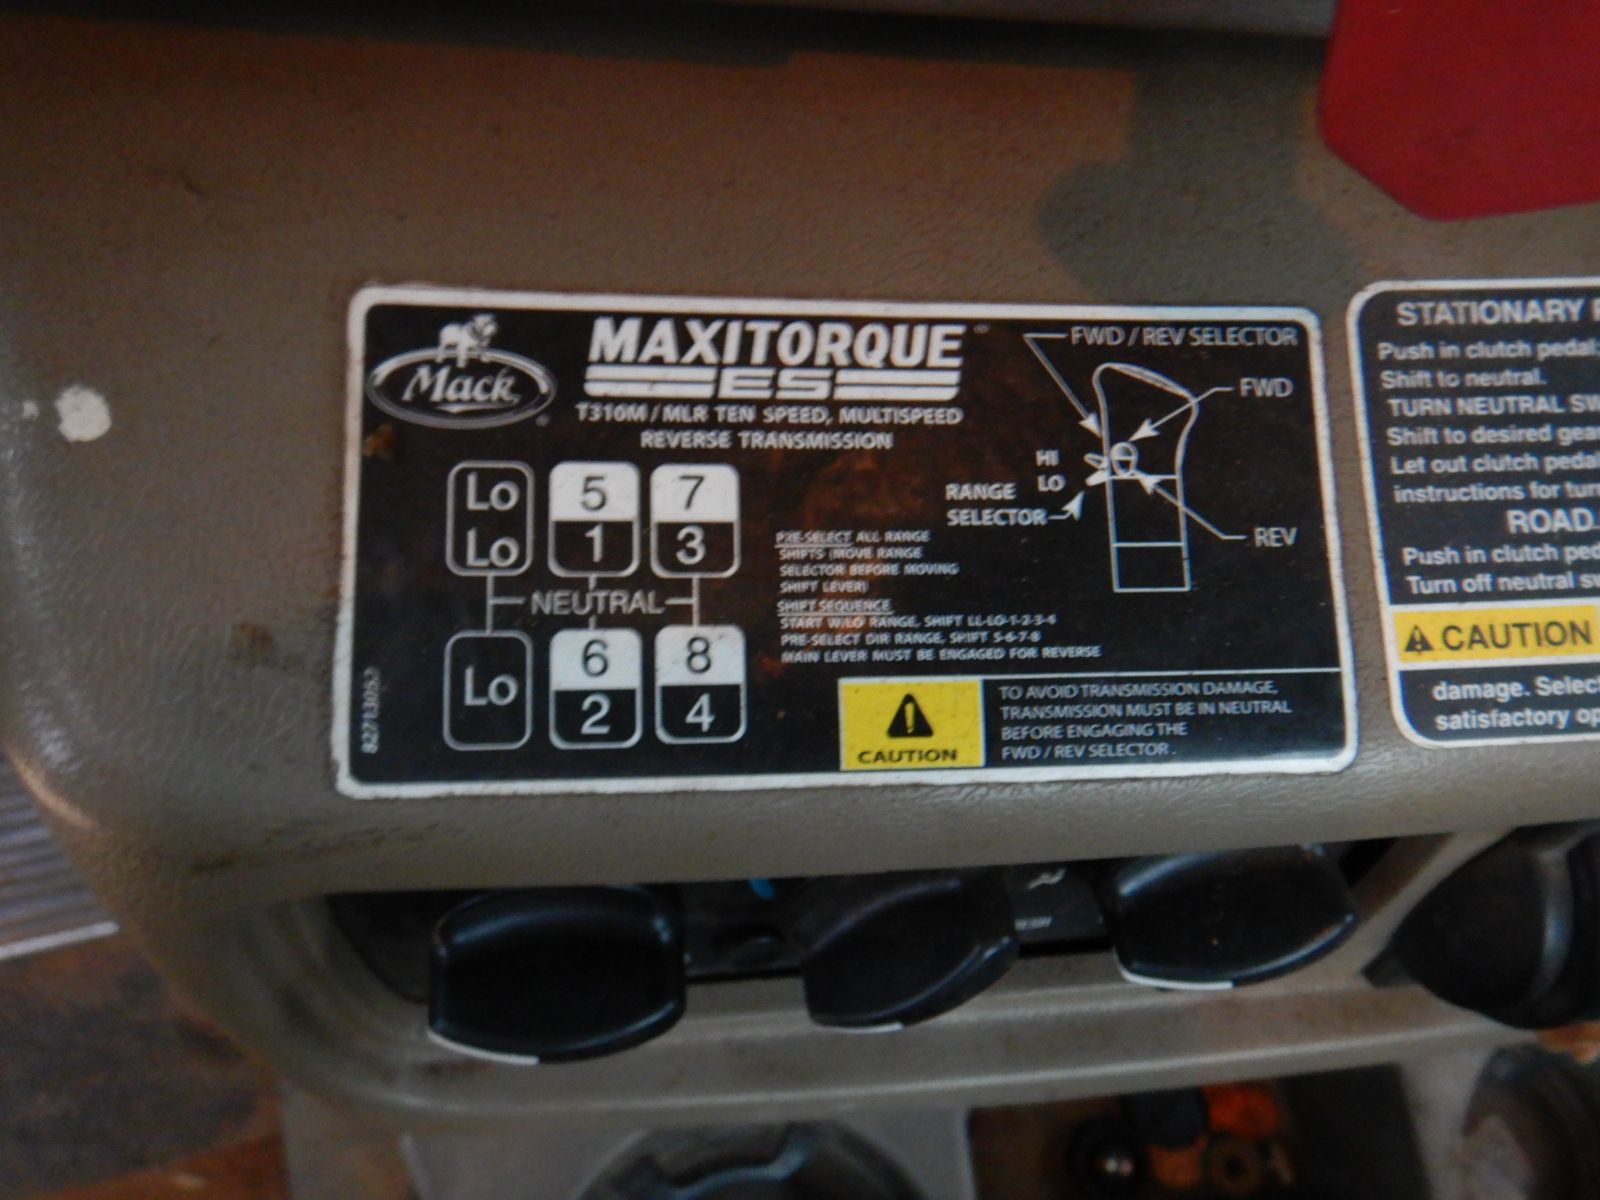 Mack
MAXITORQUE
ES
T310M / MLR TEN SPEED, MULTISPEED
REVERSE TRANSMISSION
Lo 5 7
Lo 1 3
NEUTRAL
Lo 6 8
2 4
82713052
PRE-SELECT ALL RANGE
SHIFTS (MOVE RANGE
SELECTOR BEFORE MOVING
SHIFT LEVER)
SHIFT SEQUENCE
START W/LO RANGE, SHIFT LL-LO-1-2-3-4
PRE-SELECT DIR RANGE, SHIFT 5-6-7-8
MAIN LEVER MUST BE ENGAGED FOR REVERSE
FWD / REV SELECTOR
FWD
HI
LO
RANGE
SELECTOR
REV
CAUTION
TO AVOID TRANSMISSION DAMAGE,
TRANSMISSION MUST BE IN NEUTRAL
BEFORE ENGAGING THE
FWD / REV SELECTOR.
STATIONARY
Push in clutch pedal;
Shift to neutral.
TURN NEUTRAL SW
Shift to desired gea
Let out clutch pedal
instructions for tur
ROAD
Push in clutch ped
Turn off neutral sw
CAUTION
damage. Selec
satisfactory op